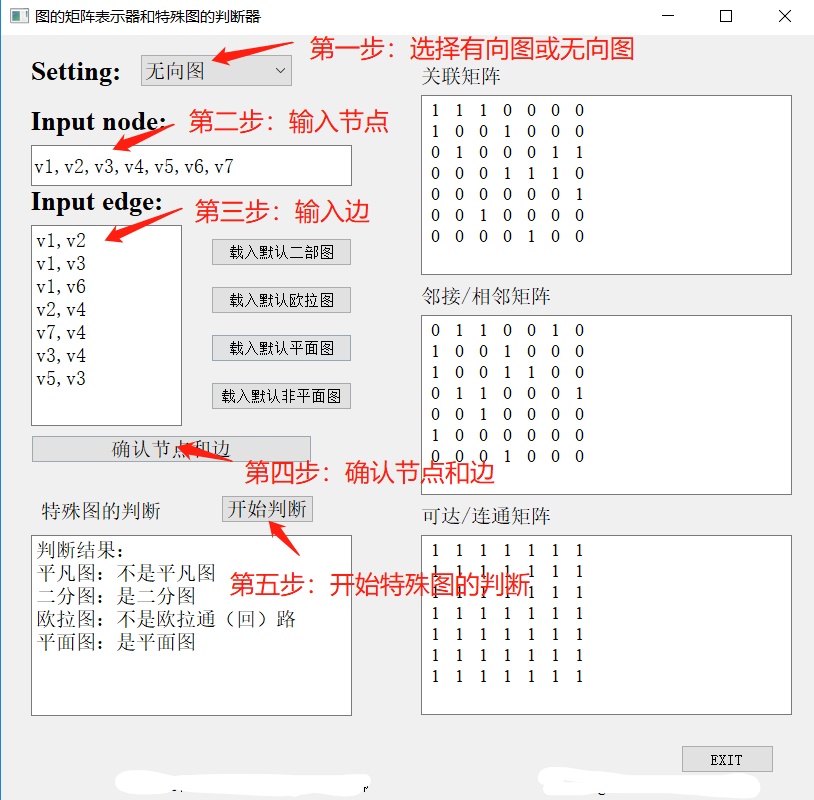 图的矩阵表示器和特殊图的判断器
Setting:
无向图
第一步：选择有向图或无向图
Input node:
第二步：输入节点
v1,v2,v3,v4,v5,v6,v7
Input edge:
第三步：输入边
v1,v2
v1,v3
v1,v6
v2,v4
v7,v4
v3,v4
v5,v3
载入默认二部图
载入默认欧拉图
载入默认平面图
载入默认非平面图
确认节点和边
第四步：确认节点和边
特殊图的判断
开始判断
第五步：开始特殊图的判断
判断结果：
平凡图：不是平凡图
二分图：是二分图
欧拉图：不是欧拉通（回）路
平面图：是平面图
关联矩阵
1 1 1 0 0 0 0
1 0 0 1 0 0 0
0 1 0 0 0 1 1
0 0 0 1 1 1 0
0 0 0 0 0 0 1
0 0 1 0 0 0 0
0 0 0 0 1 0 0
邻接/相邻矩阵
0 1 1 0 0 1 0
1 0 0 1 0 0 0
1 0 0 1 1 0 0
0 1 1 0 0 0 1
0 0 1 0 0 0 0
1 0 0 0 0 0 0
0 0 0 1 0 0 0
可达/连通矩阵
1 1 1 1 1 1 1
1 1 1 1 1 1 1
1 1 1 1 1 1 1
1 1 1 1 1 1 1
1 1 1 1 1 1 1
1 1 1 1 1 1 1
1 1 1 1 1 1 1
EXIT